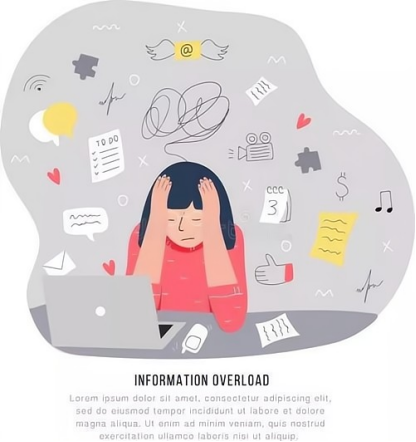 @
TO DO
3
INFORMATION OVERLOAD
Lorem ipsum dolor sit amet, consectetur adipiscing elit,
sed do eiusmod tempor incididunt ut labore et dolore
magna aliqua. Ut enim ad minim veniam, quis nostrud
exercitation ullamco laboris nisi ut aliquip.